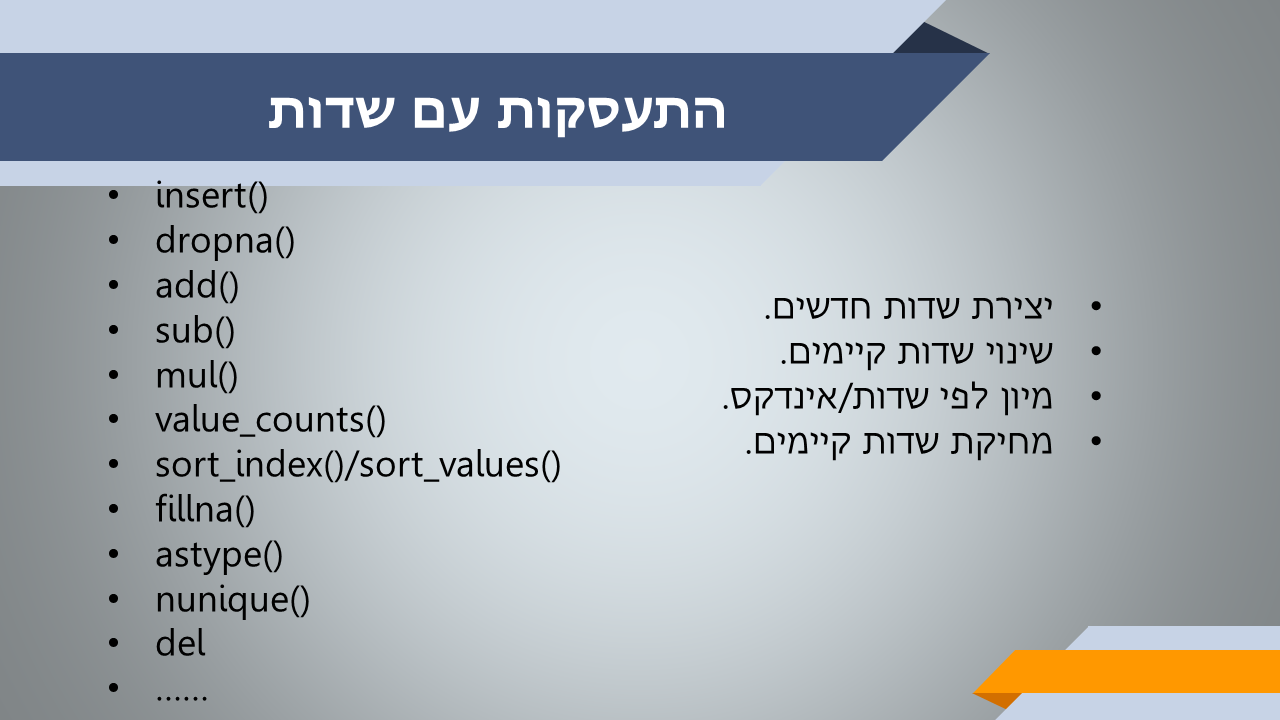 התעסקות עם שדות
• יצירת שדות חדשים.
• שינוי שדות קיימים.
• מיון לפי שדות/אינדקס.
• מחיקת שדות קיימים.
• insert()
• dropna()
• add()
• sub()
• mul()
• value_counts()
• sort_index()/sort_values()
• fillna()
• astype()
• nunique()
• del
• ……